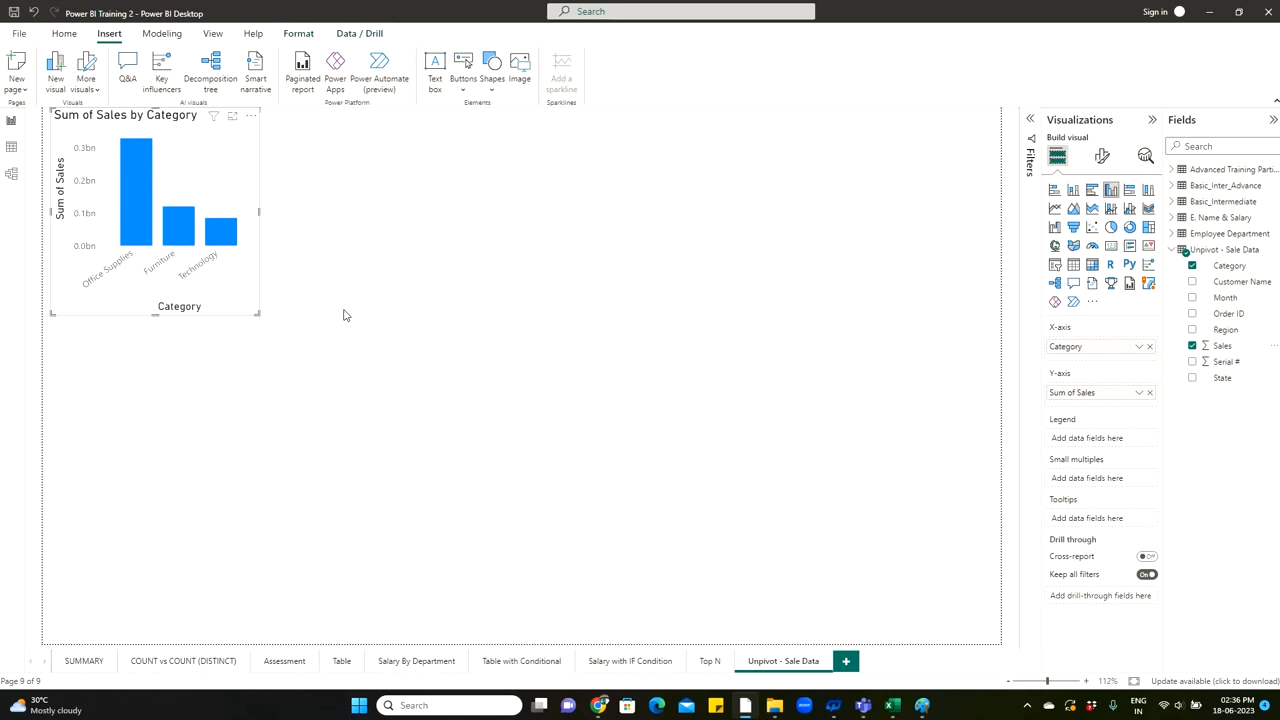 Power BI Training 2 - Power BI Desktop
Search
Sign in
File
Home
Insert
Modeling
View
Help
Format
Data / Drill
New page
New visual
More visuals
Q&A
Key influencers
Decomposition tree
Smart narrative
Paginated report
Power Apps
Power Automate (preview)
Text box
Buttons
Shapes
Image
Add a sparkline
Pages
Visuals
AI visuals
Power Platform
Elements
Sparklines
Sum of Sales by Category
Sum of Sales
0.3bn
0.2bn
0.1bn
0.0bn
Office Supplies
Furniture
Technology
Category
Filters
Visualizations
Build visual
R
Py
X-axis
Category
Y-axis
Sum of Sales
Legend
Add data fields here
Small multiples
Add data fields here
Tooltips
Add data fields here
Drill through
Cross-report
Off
Keep all filters
On
Add drill-through fields here
Fields
Search
Advanced Training Parti...
Basic_Inter_Advance
Basic_Intermediate
E. Name & Salary
Employee Department
Unpivot - Sale Data
Category
Customer Name
Month
Order ID
Region
Sales
Serial #
State
SUMMARY
COUNT vs COUNT (DISTINCT)
Assessment
Table
Salary By Department
Table with Conditional
Salary with IF Condition
Top N
Unpivot - Sale Data
Page 9 of 9
112%
Update available (click to download)
30°C
Mostly cloudy
Search
ENG
IN
02:36 PM
18-06-2023